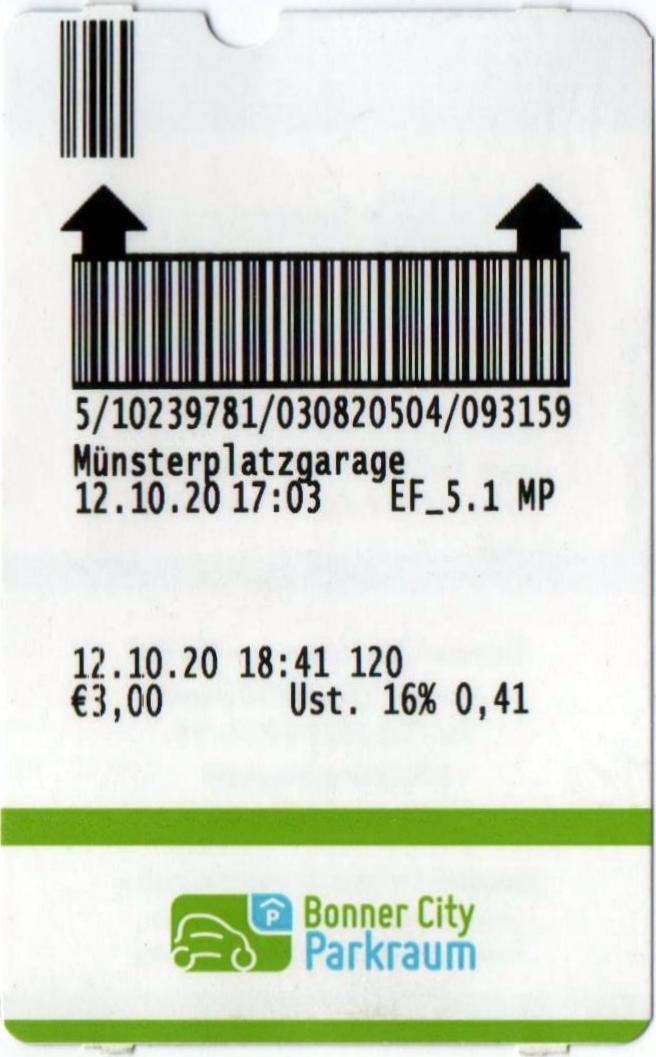 5/10239781/030820504/093159
Münsterplatzgarage
12.10.20 17:03 EF_5.1 MP
12.10.20 18:41 120
€3,00 Ust. 16% 0,41
P
Bonner City
Parkraum